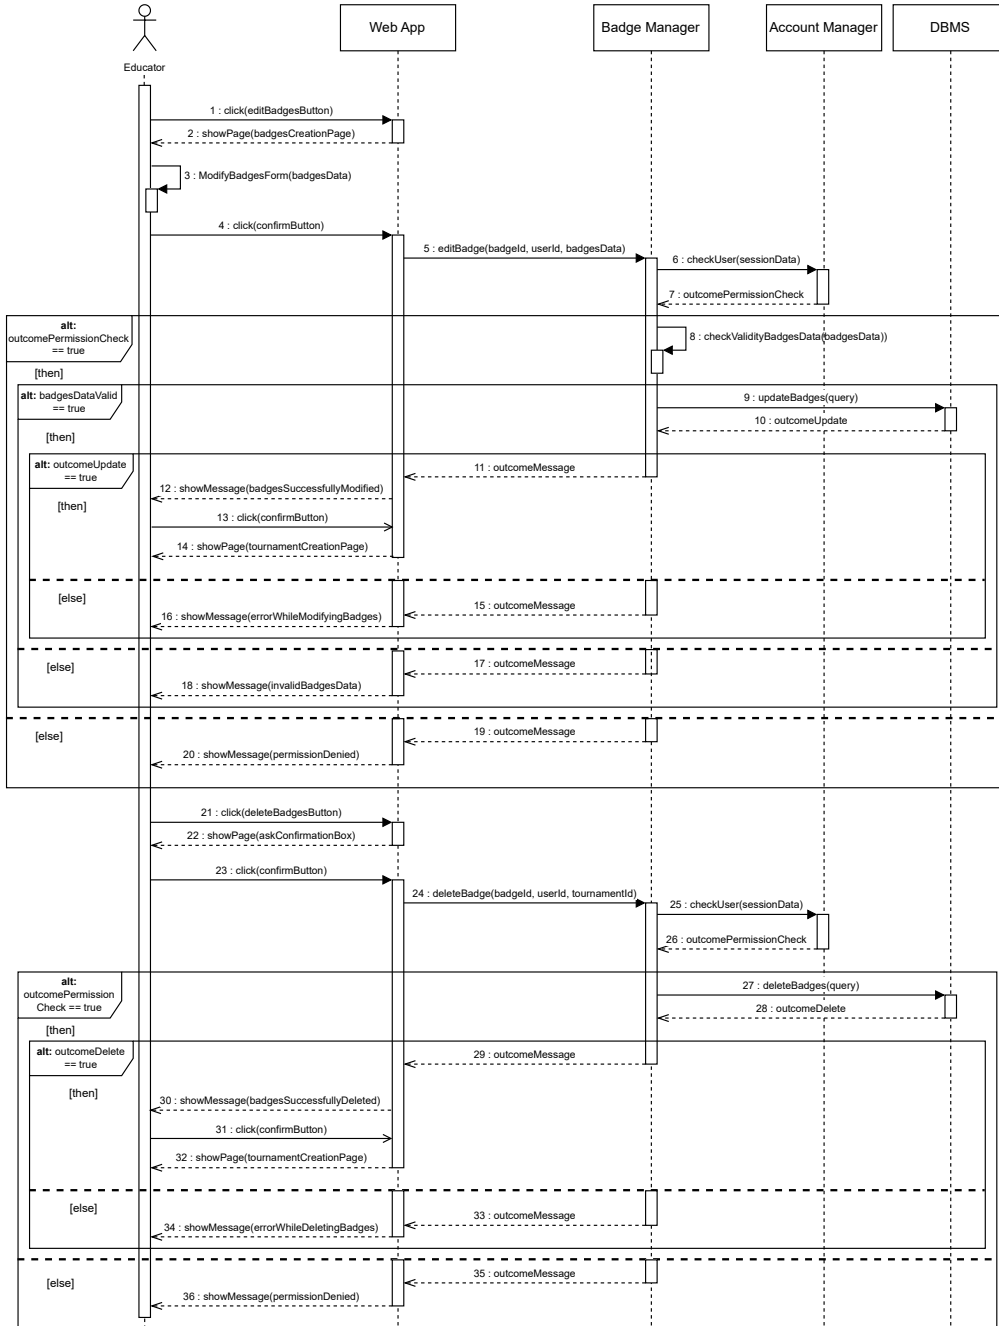 Educator
Web App
Badge Manager
Account Manager
DBMS
1 : click(editBadgesButton)
2 : showPage(badgesCreationPage)
3 : ModifyBadgesForm(badgesData)
4 : click(confirmButton)
5 : editBadge(badgeId, userId, badgesData)
6 : checkUser(sessionData)
7 : outcomePermissionCheck
alt:
outcomePermissionCheck
== true
[then]
8 : checkValidityBadgesData(badgesData))
alt: badgesDataValid
== true
[then]
9 : updateBadges(query)
10 : outcomeUpdate
alt: outcomeUpdate
== true
[then]
11 : outcomeMessage
12 : showMessage(badgesSuccessfullyModified)
13 : click(confirmButton)
14 : showPage(tournamentCreationPage)
[else]
15 : outcomeMessage
16 : showMessage(errorWhileModifyingBadges)
[else]
17 : outcomeMessage
18 : showMessage(invalidBadgesData)
[else]
19 : outcomeMessage
20 : showMessage(permissionDenied)
21 : click(deleteBadgesButton)
22 : showPage(askConfirmationBox)
23 : click(confirmButton)
24 : deleteBadge(badgeId, userId, tournamentId)
25 : checkUser(sessionData)
26 : outcomePermissionCheck
alt:
outcomePermission
Check == true
[then]
27 : deleteBadges(query)
28 : outcomeDelete
alt: outcomeDelete
== true
[then]
29 : outcomeMessage
30 : showMessage(badgesSuccessfullyDeleted)
31 : click(confirmButton)
32 : showPage(tournamentCreationPage)
[else]
33 : outcomeMessage
34 : showMessage(errorWhileDeletingBadges)
[else]
35 : outcomeMessage
36 : showMessage(permissionDenied)